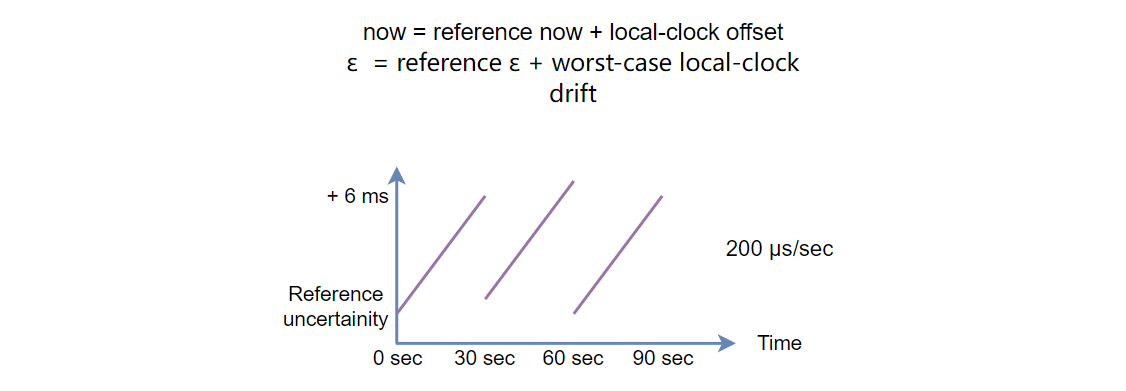 now = reference now + local-clock offset
ε = reference ε + worst-case local-clock
drift
+ 6 ms
200 µs/sec
Reference
uncertainity
Time
0 sec 30 sec 60 sec 90 sec